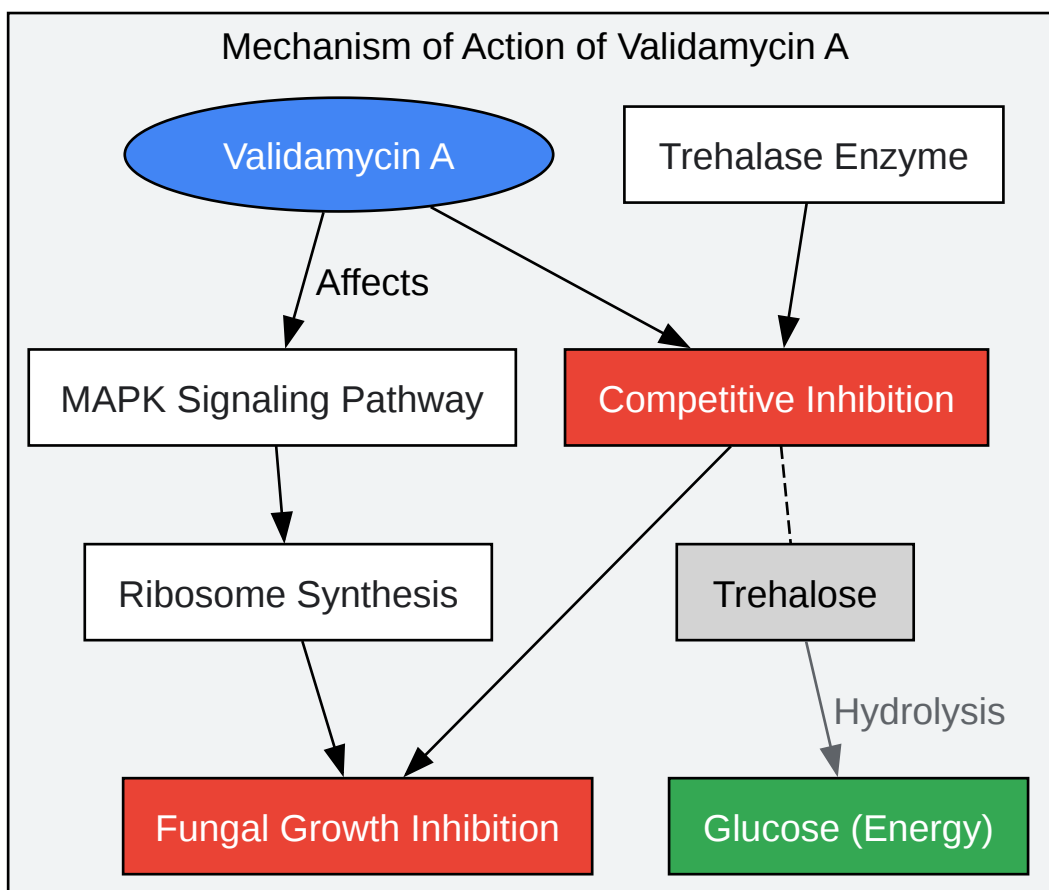 Mechanism of Action of Validamycin A
Validamycin A
Trehalase Enzyme
Affects
MAPK Signaling Pathway
Competitive Inhibition
Ribosome Synthesis
Trehalose
Hydrolysis
Fungal Growth Inhibition
Glucose (Energy)